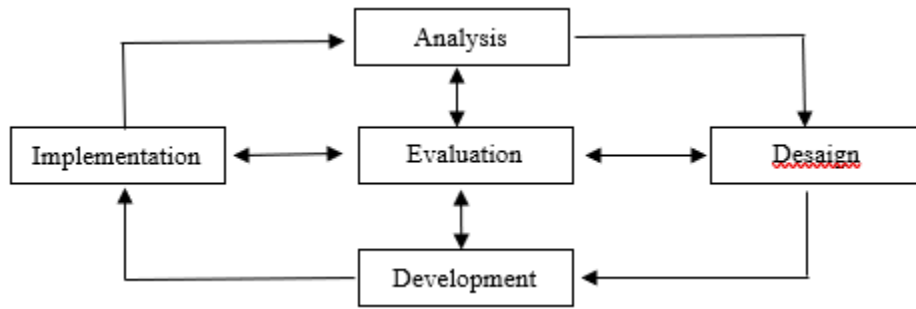 Analysis
Implementation
Evaluation
Desaign
Development